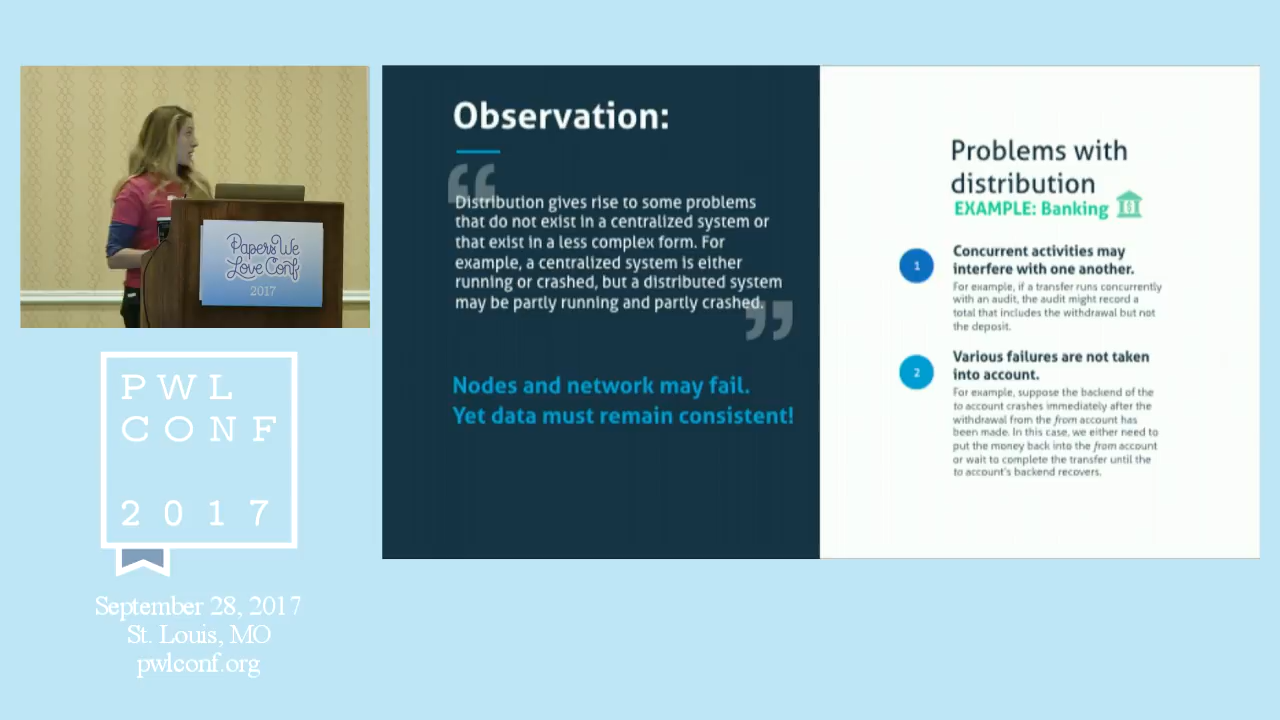 Papers We
Love Conf
2017
PWL
CONF
2017
September 28, 2017
St. Louis, MO
pwlconf.org
Observation:
“
Distribution gives rise to some problems
that do not exist in a centralized system or
that exist in a less complex form. For
example, a centralized system is either
running or crashed, but a distributed system
may be partly running and partly crashed.
”
Nodes and network may fail.
Yet data must remain consistent!
Problems with
distribution
EXAMPLE: Banking
1
Concurrent activities may
interfere with one another.
For example, if a transfer runs concurrently
with an audit, the audit might record a
total that includes the withdrawal but not
the deposit.
2
Various failures are not taken
into account.
For example, suppose the backend of the
to account crashes immediately after the
withdrawal from the from account has
been made. In this case, we either need to
put the money back into the from account
or wait to complete the transfer until the
to account's backend recovers.